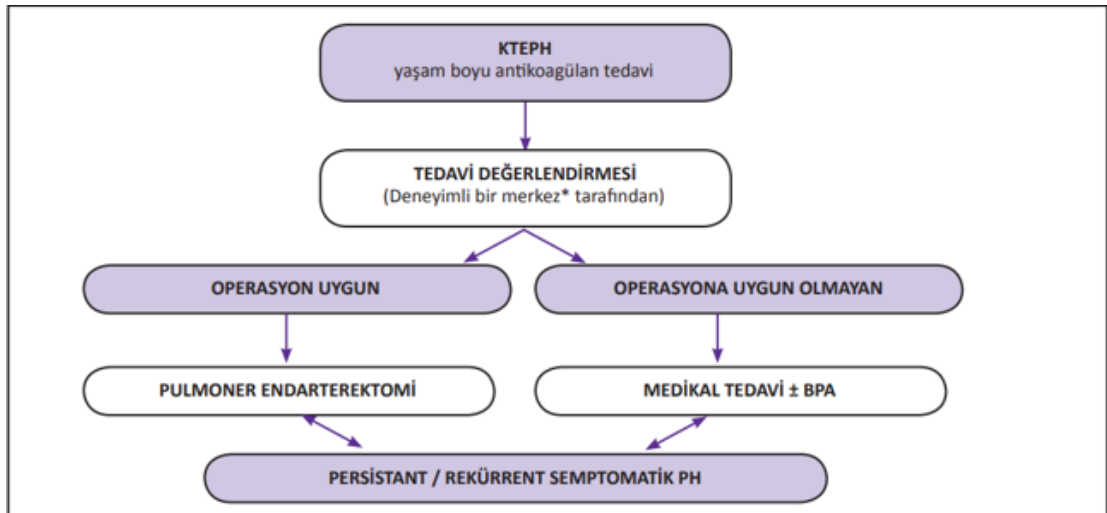 KTEPH
yaşam boyu antikoagülan tedavi
TEDAVİ DEĞERLENDİRMESİ
(Deneyimli bir merkez* tarafından)
OPERASYON UYGUN
OPERASYONA UYGUN OLMAYAN
PULMONER ENDARTEREKTOMİ
MEDİKAL TEDAVİ ± BPA
PERSİSTANT / REKÜRRENT SEMPTOMATİK PH